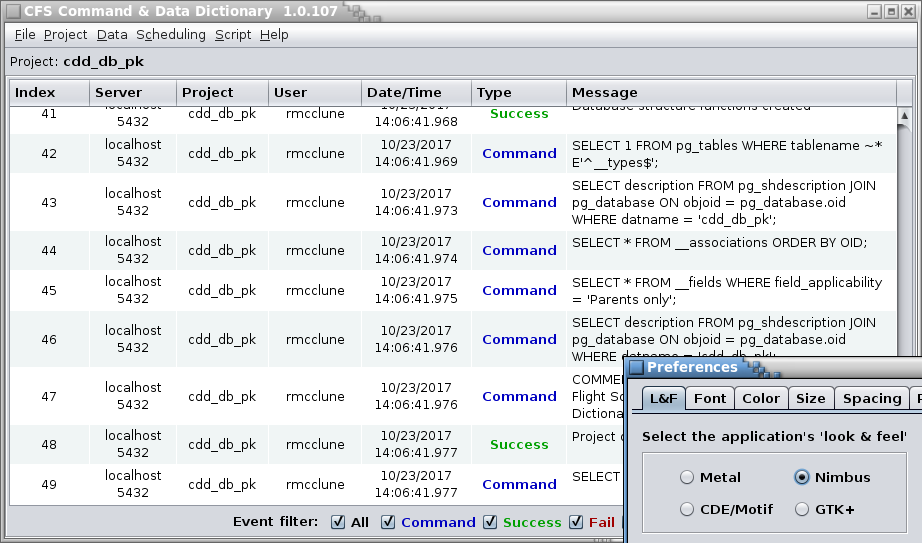 CFS Command & Data Dictionary 1.0.107
File Project Data Scheduling Script Help
Project: cdd_db_pk
Index Server Project User Date/Time Type Message
41 localhost 5432 cdd_db_pk rmcclune 10/23/2017 14:06:41.968 Success Database structure functions created
42 localhost 5432 cdd_db_pk rmcclune 10/23/2017 14:06:41.969 Command SELECT 1 FROM pg_tables WHERE tablename ~*
E'^__types$';
43 localhost 5432 cdd_db_pk rmcclune 10/23/2017 14:06:41.973 Command SELECT description FROM pg_shdescription JOIN
pg_database ON objoid = pg_database.oid
WHERE datname = 'cdd_db_pk';
44 localhost 5432 cdd_db_pk rmcclune 10/23/2017 14:06:41.974 Command SELECT * FROM __associations ORDER BY OID;
45 localhost 5432 cdd_db_pk rmcclune 10/23/2017 14:06:41.975 Command SELECT * FROM __fields WHERE field_applicability
= 'Parents only';
46 localhost 5432 cdd_db_pk rmcclune 10/23/2017 14:06:41.976 Command SELECT description FROM pg_shdescription JOIN
pg_database ON objoid = pg_database.oid
WHERE datname = 'cdd_db_pk';
47 localhost 5432 cdd_db_pk rmcclune 10/23/2017 14:06:41.976 Command
Flight
48 localhost 5432 cdd_db_pk rmcclune 10/23/2017 14:06:41.977 Success Project
49 localhost 5432 cdd_db_pk rmcclune 10/23/2017 14:06:41.977 Command SELECT
Event filter: All Command Success Fail
Preferences
L&F Font Color Size Spacing
Select the application's 'look & feel'
Metal Nimbus
CDE/Motif GTK+